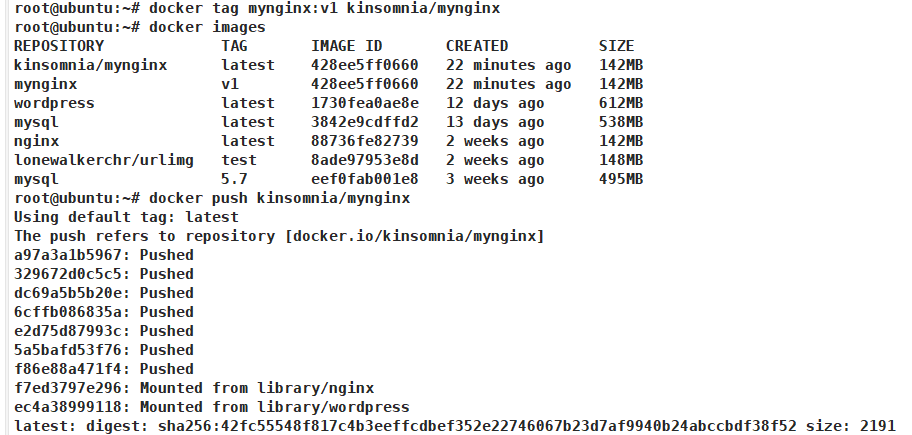 root@ubuntu:~# docker tag mynginx:v1 kinsomnia/mynginx
root@ubuntu:~# docker images
REPOSITORY TAG IMAGE ID CREATED SIZE
kinsomnia/mynginx latest 428ee5ff0660 22 minutes ago 142MB
mynginx v1 428ee5ff0660 22 minutes ago 142MB
wordpress latest 1730fea0ae8e 12 days ago 612MB
mysql latest 3842e9cdffd2 13 days ago 538MB
nginx latest 88736fe82739 2 weeks ago 142MB
lonewalkerchr/urlimg test 8ade97953e8d 2 weeks ago 148MB
mysql 5.7 eef0fab001e8 3 weeks ago 495MB
root@ubuntu:~# docker push kinsomnia/mynginx
Using default tag: latest
The push refers to repository [docker.io/kinsomnia/mynginx]
a97a3a1b5967: Pushed
329672d0c5c5: Pushed
dc69a5b5b20e: Pushed
6cffb086835a: Pushed
e2d75d87993c: Pushed
5a5bafd53f76: Pushed
f86e88a471f4: Pushed
f7ed3797e296: Mounted from library/nginx
ec4a38999118: Mounted from library/wordpress
latest: digest: sha256:42fc55548f817c4b3eeffcdbef352e22746067b23d7af9940b24abccbdf38f52 size: 2191